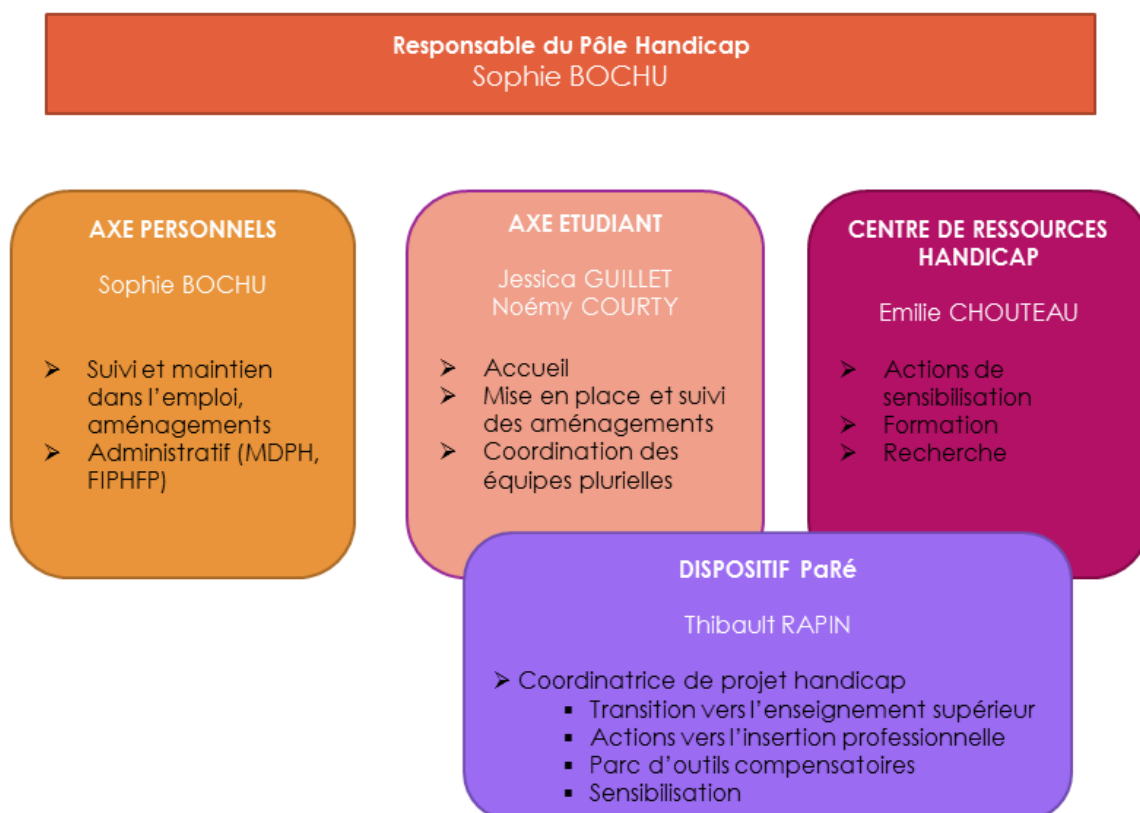 Responsable du Pôle Handicap
Sophie BOCHU
AXE PERSONNELS
Sophie BOCHU
➢ Suivi et maintien
dans l’emploi,
aménagements
➢ Administratif (MDPH,
FIPHFP)
AXE ETUDIANT
Jessica GUILLET
Noémy COURTY
➢ Accueil
➢ Mise en place et suivi
des aménagements
➢ Coordination des
équipes plurielles
CENTRE DE RESSOURCES
HANDICAP
Emilie CHOUTEAU
➢ Actions de
sensibilisation
➢ Formation
➢ Recherche
DISPOSITIF PaRé
Thibault RAPIN
➢ Coordinatrice de projet handicap
▪ Transition vers l’enseignement supérieur
▪ Actions vers l’insertion professionnelle
▪ Parc d’outils compensatoires
▪ Sensibilisation